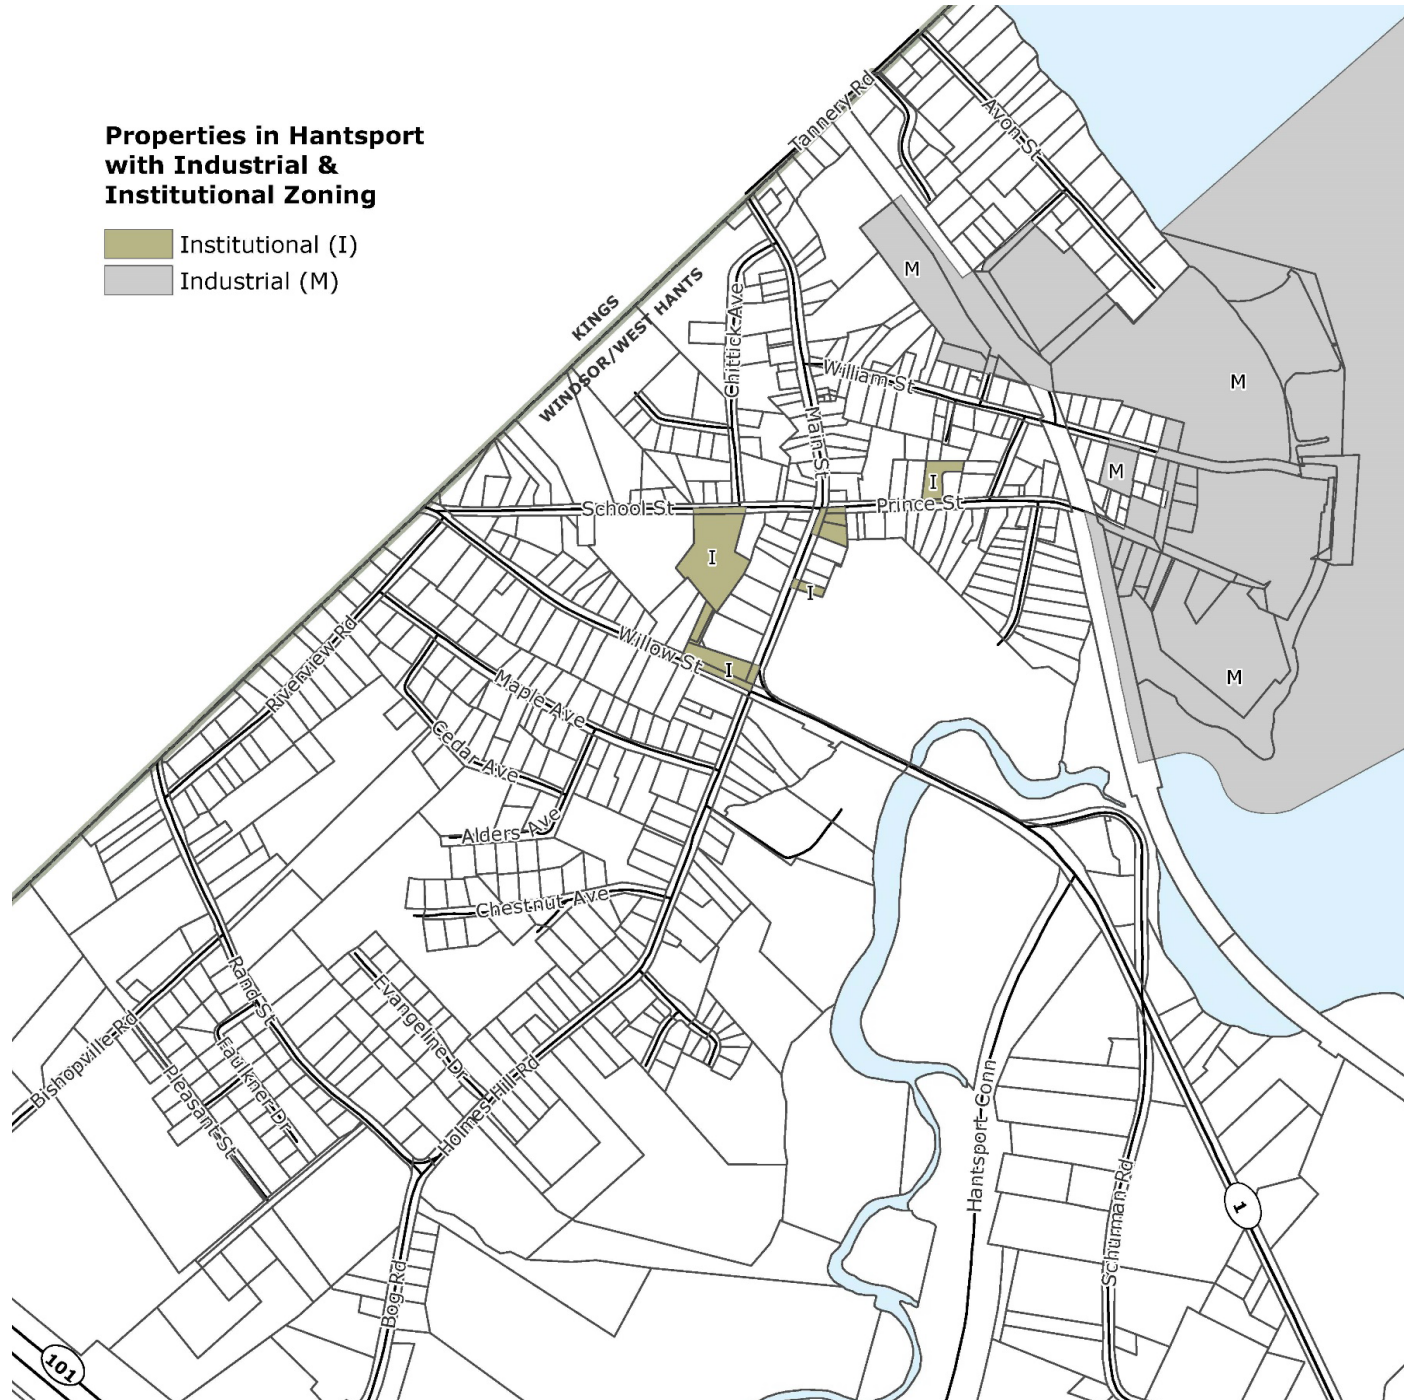 Properties in Hantsport
with Industrial &
Institutional Zoning
Institutional (I)
Industrial (M)
Tannery Rd
Avon St
KINGS
WINDSOR/WEST HANTS
M
Chittick Ave
William St
Main St
M
M
I
School St
Prince St
I
I
Willow St
I
M
Riverview Rd
Maple Ave
Cedar Ave
Alders Ave
Chestnut Ave
Rand St
Evangeline Dr
Bishopville Rd
Faulkner Dr
Pleasant St
Holmes Hill Rd
Hantsport Conn
Schurman Rd
1
Bog Rd
101